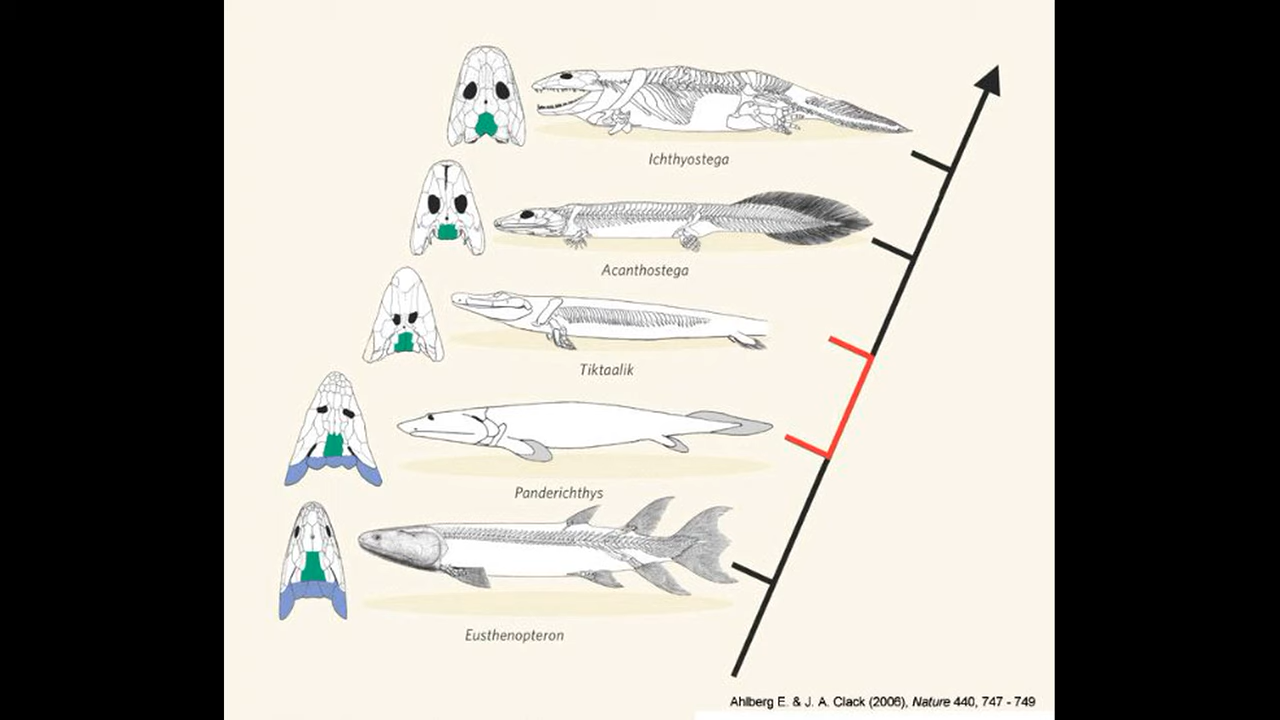 Ichthyostega
Acanthostega
Tiktaalik
Panderichthys
Eusthenopteron
Ahlberg E. & J. A. Clack (2006), Nature 440, 747 - 749